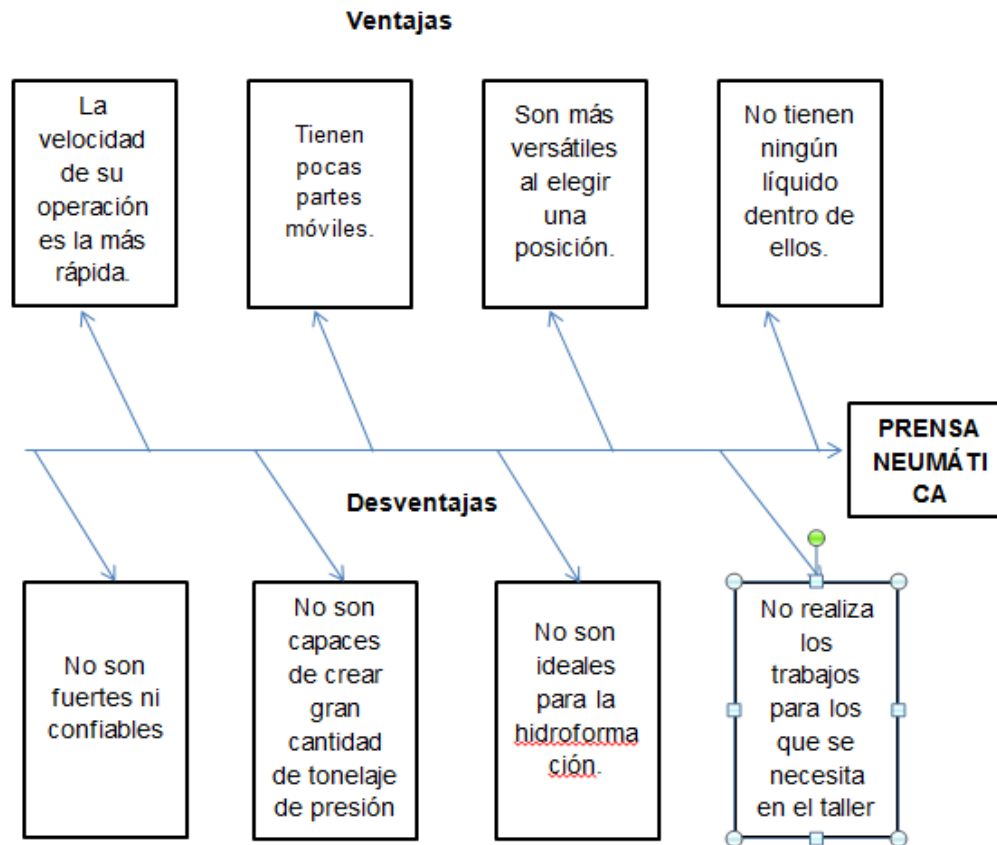 Ventajas
La
velocidad
de su
operación
es la más
rápida.
Tienen
pocas
partes
móviles.
Son más
versátiles
al elegir
una
posición.
No tienen
ningún
líquido
dentro de
ellos.
PRENSA
NEUMÁTI
CA
Desventajas
No son
fuertes ni
confiables
No son
capaces
de crear
gran
cantidad
de tonelaje
de presión
No son
ideales
para la
hidroforma
ción.
No realiza
los
trabajos
para los
que se
necesita
en el taller